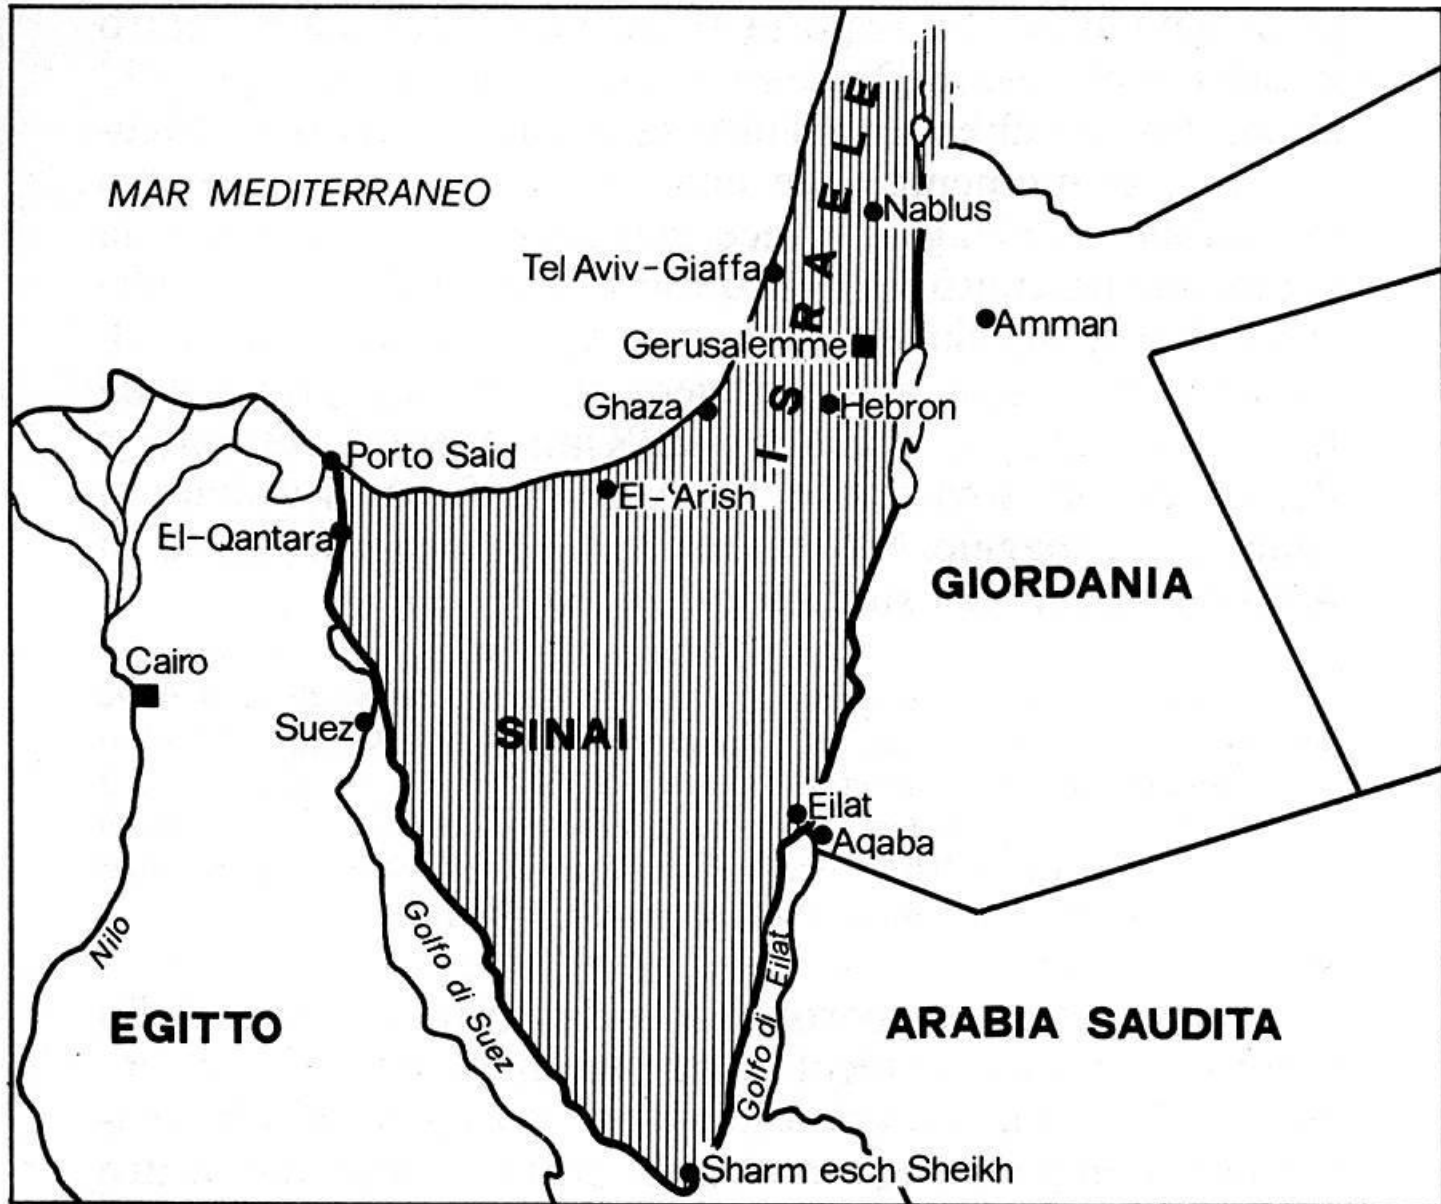 ISRAELE
MAR MEDITERRANEO
Nablus
Tel Aviv-Giaffa
Amman
Gerusalemme
Ghaza
Hebron
Porto Said
El-'Arish
El-Qantara
GIORDANIA
Cairo
Suez
SINAI
Eilat
Aqaba
Nilo
Golfo di Suez
Golfo di Eilat
EGITTO
ARABIA SAUDITA
Sharm esch Sheikh